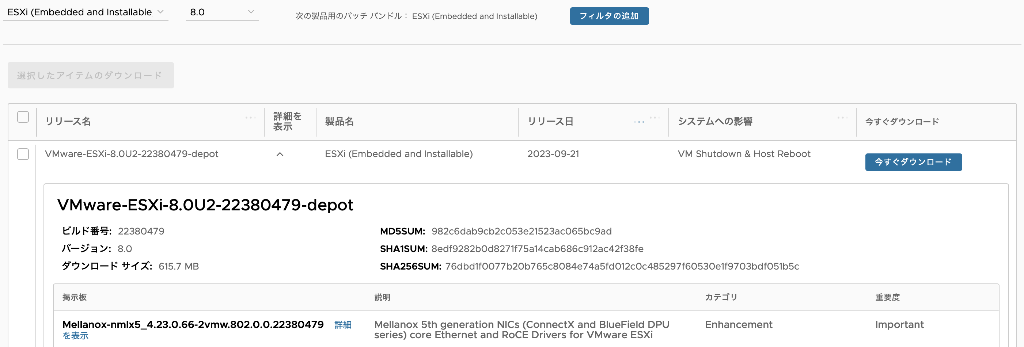 ESXi (Embedded and Installable 8.0 次の製品用のパッチ バンドル： ESXi (Embedded and Installable) フィルタの追加
選択したアイテムのダウンロード
リリース名 詳細を表示 製品名 リリース日 システムへの影響 今すぐダウンロード
VMware-ESXi-8.0U2-22380479-depot ESXi (Embedded and Installable) 2023-09-21 VM Shutdown & Host Reboot 今すぐダウンロード
VMware-ESXi-8.0U2-22380479-depot
ビルド番号: 22380479 MD5SUM: 982c6dab9cb2c053e21523ac065bc9ad
バージョン: 8.0 SHA1SUM: 8edf9282b0d8271f75a14cab686c912ac42f38fe
ダウンロード サイズ: 615.7 MB SHA256SUM: 76dbd1f0077b20b765c8084e74a5fd012c0c485297f60530e1f9703bdf051b5c
掲示板 説明 カテゴリ 重要度
Mellanox-nmlx5_4.23.0.66-2vmw.802.0.0.22380479 詳細 Mellanox 5th generation NICs (ConnectX and BlueField DPU Enhancement Important
を表示 series) core Ethernet and RoCE Drivers for VMware ESXi